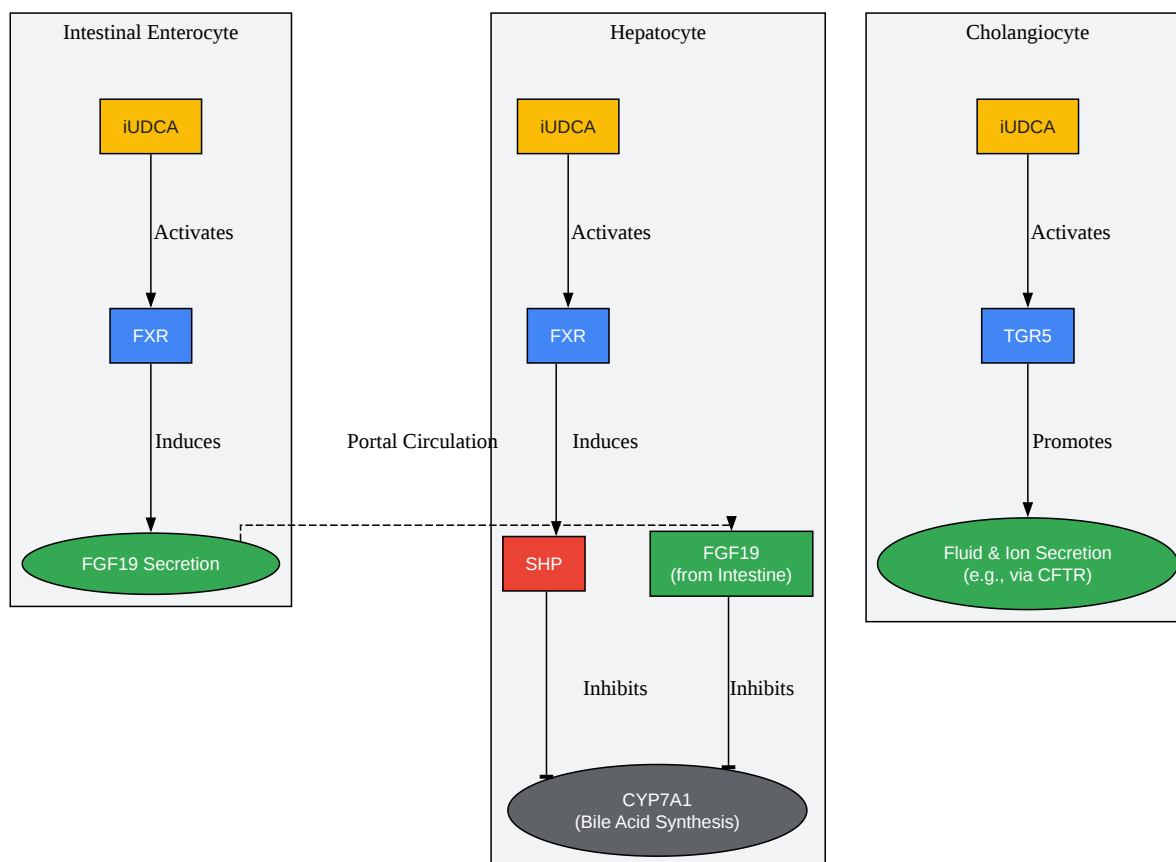 Intestinal Enterocyte
iUDCA
Activates
FXR
Induces
FGF19 Secretion
Portal Circulation
Hepatocyte
iUDCA
Activates
FXR
Induces
SHP
FGF19
(from Intestine)
Inhibits
Inhibits
CYP7A1
(Bile Acid Synthesis)
Cholangiocyte
iUDCA
Activates
TGR5
Promotes
Fluid & Ion Secretion
(e.g., via CFTR)